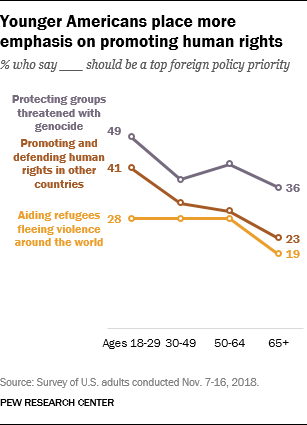 Younger Americans place more
emphasis on promoting human rights
% who say ___ should be a top foreign policy priority
Protecting groups
threatened with
genocide
49
36
Promoting and
defending human
rights in other
countries
41
23
Aiding refugees
fleeing violence
around the world
28
19
Ages 18-29 30-49 50-64 65+
Source: Survey of U.S. adults conducted Nov. 7-16, 2018.
PEW RESEARCH CENTER